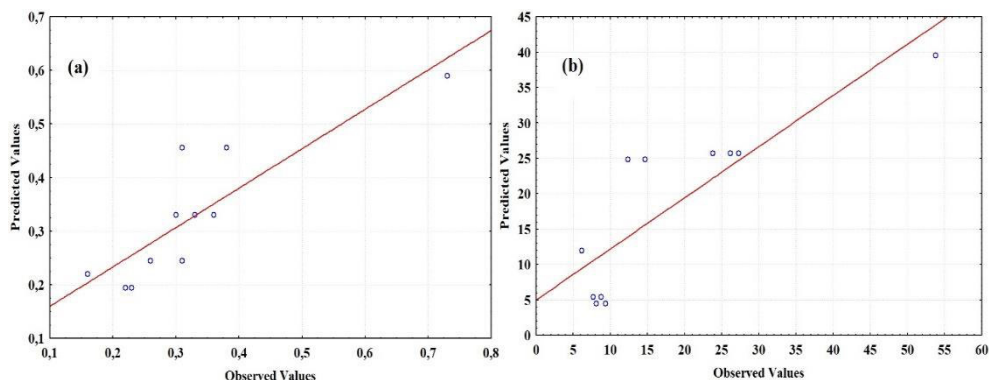 (a)
Predicted Values
0,7
0,6
0,5
0,4
0,3
0,2
0,1
0,1 0,2 0,3 0,4 0,5 0,6 0,7 0,8
Observed Values
(b)
Predicted Values
45
40
35
30
25
20
15
10
5
0
0 5 10 15 20 25 30 35 40 45 50 55 60
Observed Values